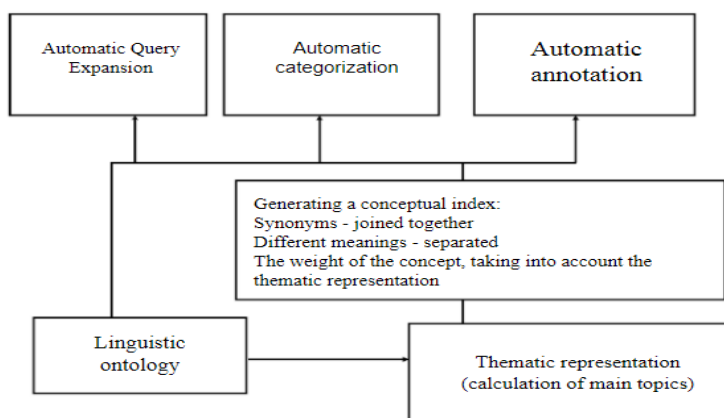 Automatic Query
Expansion
Automatic
categorization
Automatic
annotation
Generating a conceptual index:
Synonyms - joined together
Different meanings - separated
The weight of the concept, taking into account the
thematic representation
Linguistic
ontology
Thematic representation
(calculation of main topics)